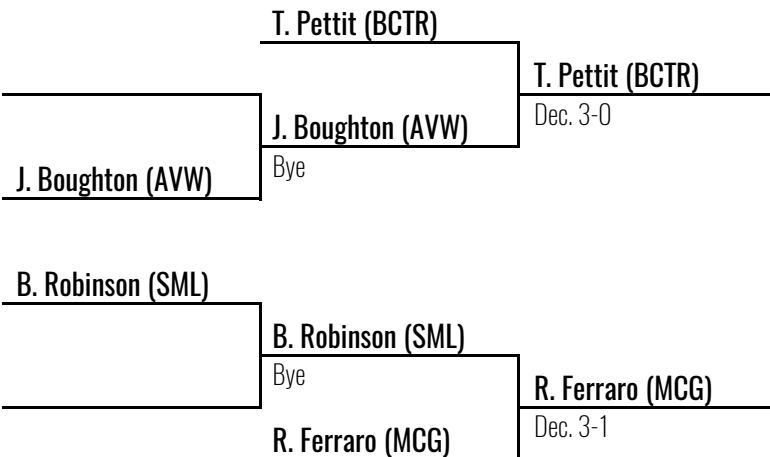 T. Pettit (BCTR)
T. Pettit (BCTR)
Dec. 3-0
J. Boughton (AVW)
Bye
J. Boughton (AVW)
B. Robinson (SML)
B. Robinson (SML)
Bye
R. Ferraro (MCG)
Dec. 3-1
R. Ferraro (MCG)